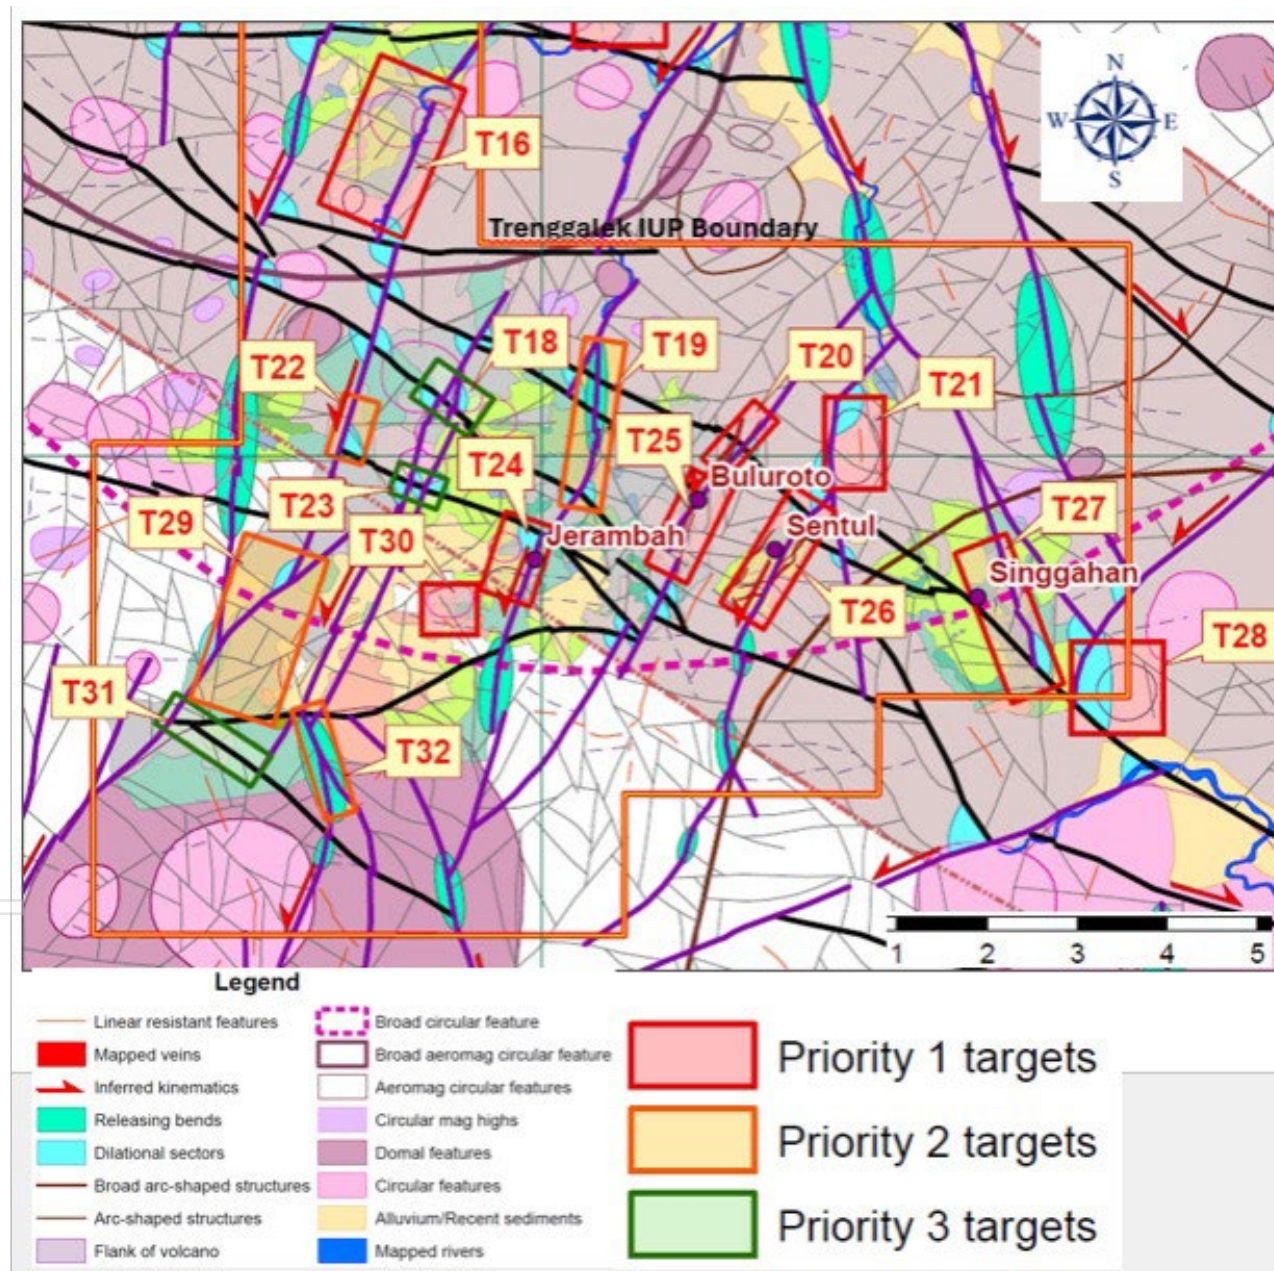 N
W
E
S
T16
Trenggalek IUP Boundary
T18
T19
T20
T22
T21
T25
T24
Buluroto
T23
T27
T29
T30
Jerambah
Sentul
Singgahan
T26
T28
T31
T32
1 2 3 4 5
Legend
Linear resistant features
Mapped veins
Inferred kinematics
Releasing bends
Dilational sectors
Broad arc-shaped structures
Arc-shaped structures
Flank of volcano
Broad circular feature
Broad aeromag circular feature
Aeromag circular features
Circular mag highs
Domal features
Circular features
Alluvium/Recent sediments
Mapped rivers
Priority 1 targets
Priority 2 targets
Priority 3 targets